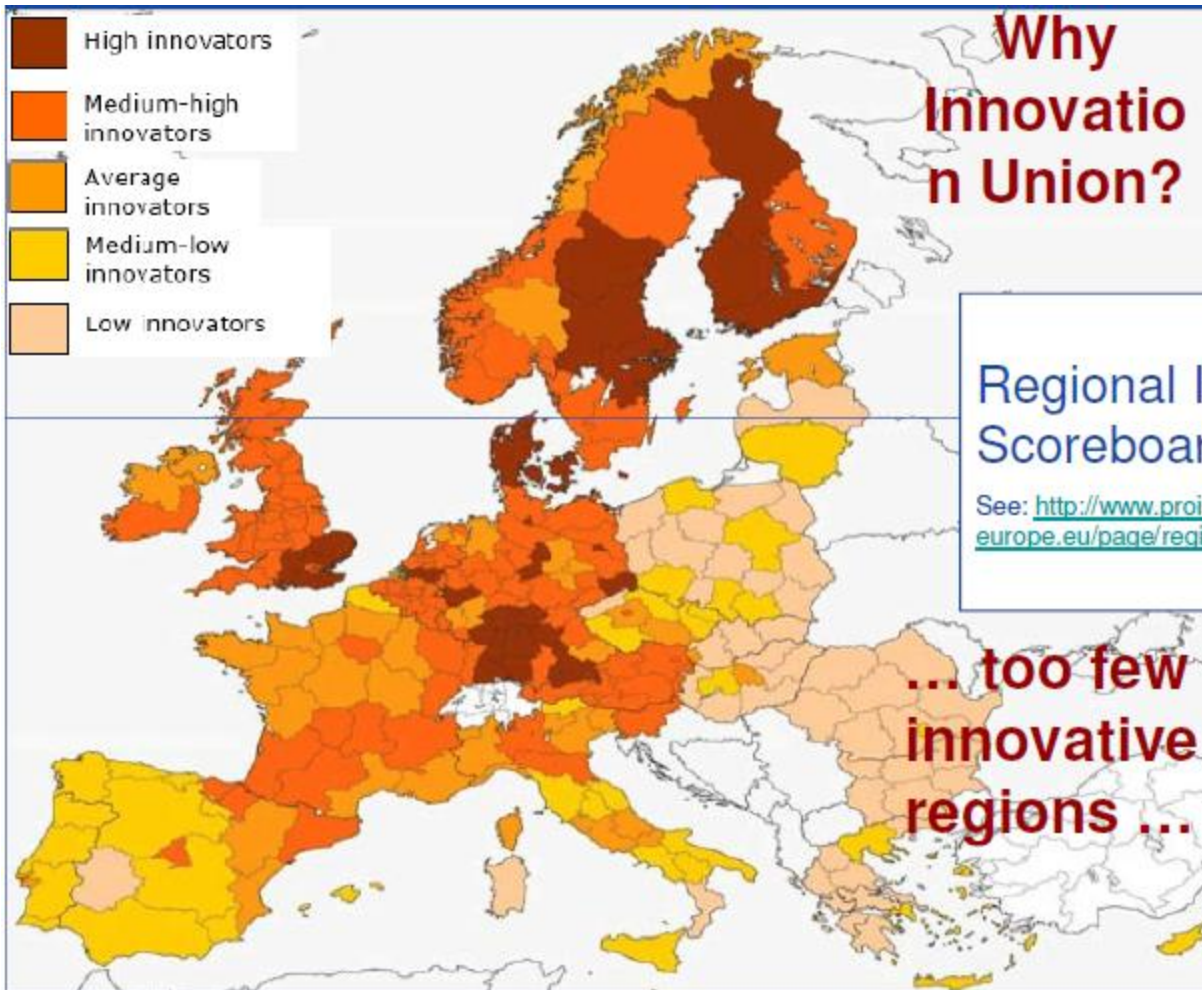 High innovators
Medium-high
innovators
Average
innovators
Medium-low
innovators
Low innovators
Why
Innovatio
n Union?
Regional
Scoreboar
See: http://www.proi
europe.eu/page/regi
... too few
innovative
regions ...